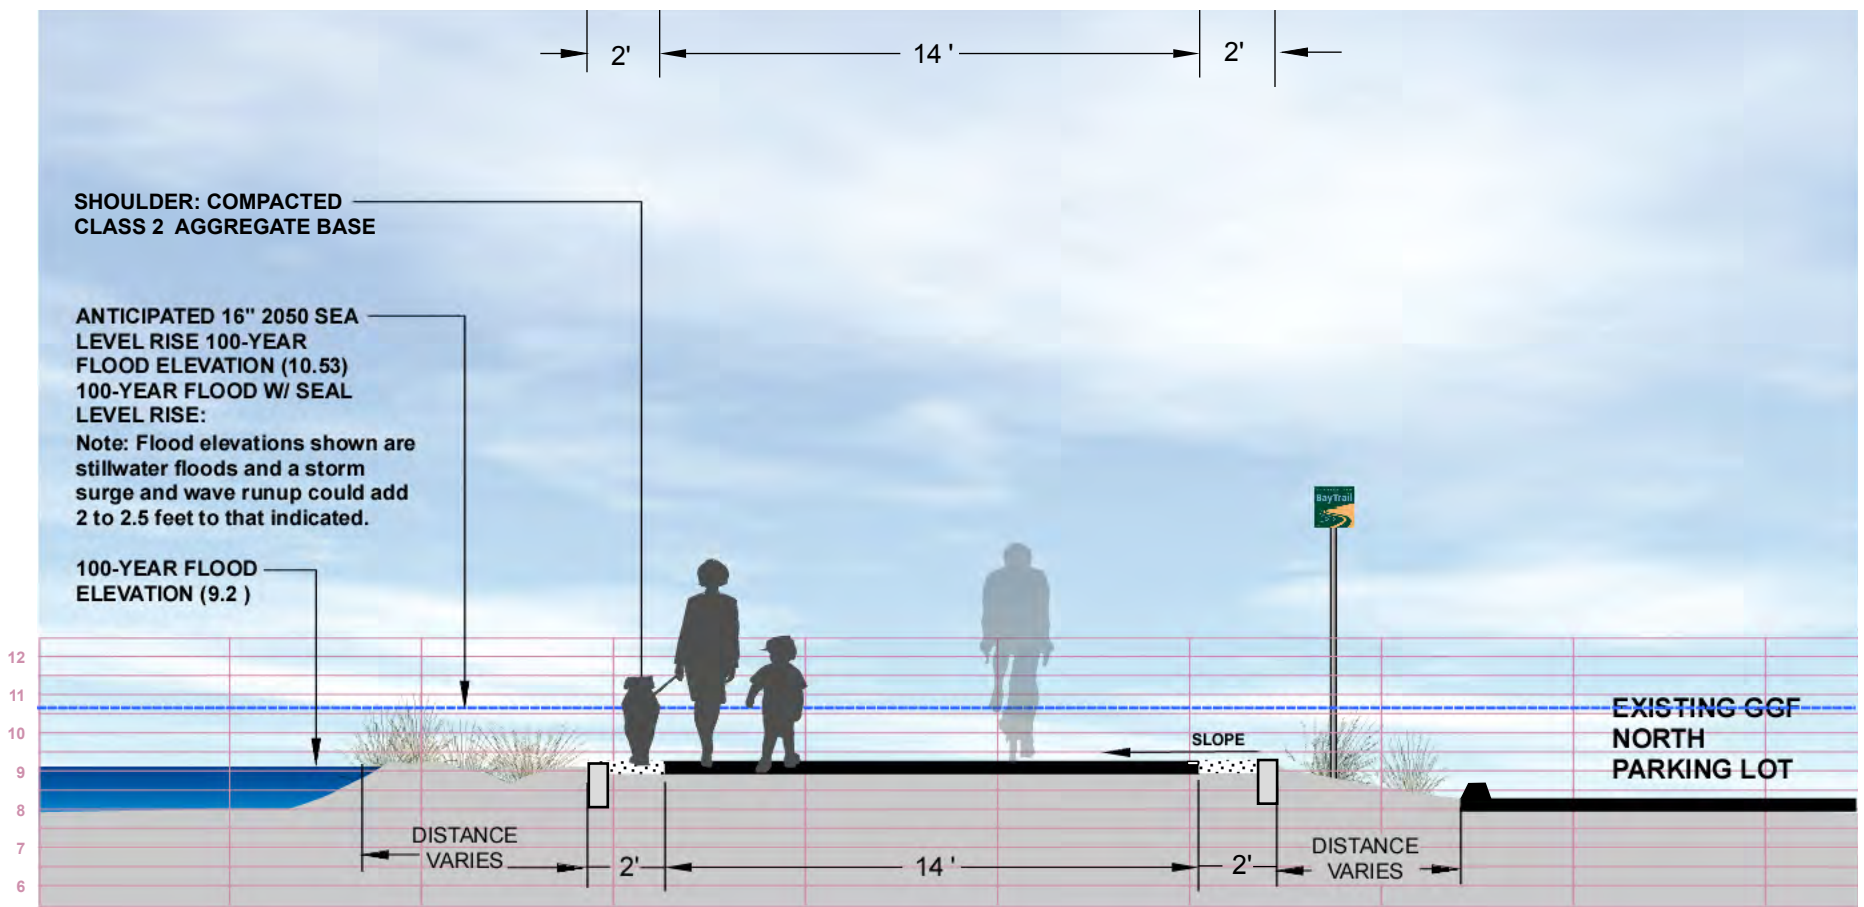 2'
14 '
2'
SHOULDER: COMPACTED
CLASS 2 AGGREGATE BASE
ANTICIPATED 16" 2050 SEA
LEVEL RISE 100-YEAR
FLOOD ELEVATION (10.53)
100-YEAR FLOOD W/ SEAL
LEVEL RISE:
Note: Flood elevations shown are
stillwater floods and a storm
surge and wave runup could add
2 to 2.5 feet to that indicated.
BayTrail
100-YEAR FLOOD
ELEVATION (9.2 )
12
11
10
9
8
7
6
SLOPE
EXISTING GGF
NORTH
PARKING LOT
DISTANCE
VARIES
2'
14 '
2'
DISTANCE
VARIES